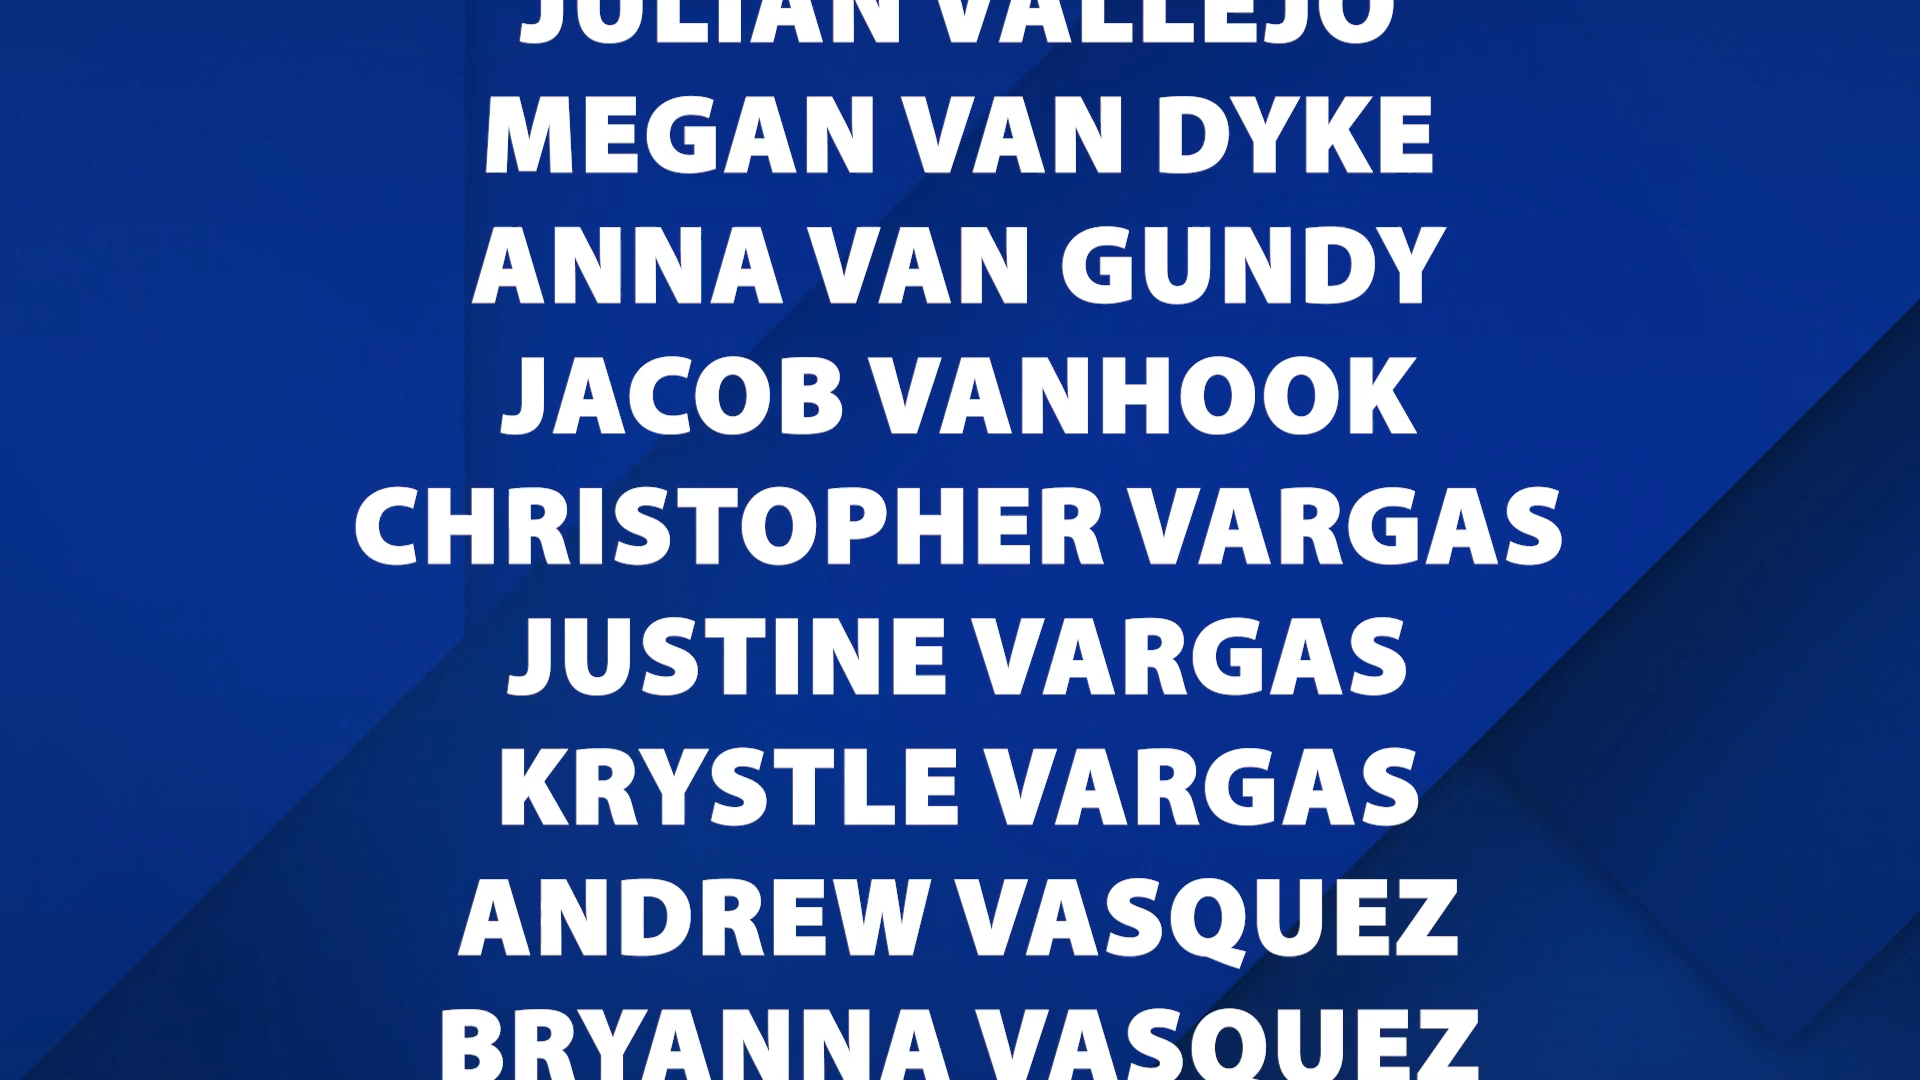 JULIAN VALLEJO
MEGAN VAN DYKE
ANNA VAN GUNDY
JACOB VANHOOK
CHRISTOPHER VARGAS
JUSTINE VARGAS
KRYSTLE VARGAS
ANDREW VASQUEZ
BRYANNA VASQUEZ